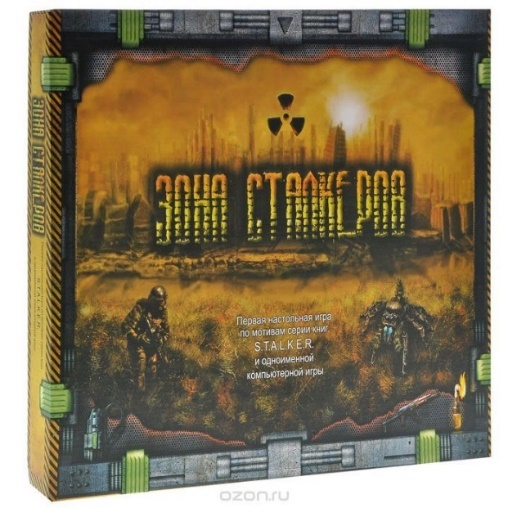 ЗОНА СТАЛКЕРОВ
Первая настольная игра
по мотивам серии книг
S.T.A.L.K.E.R.
и одноименной
компьютерной игры
ЗОНА СТАЛКЕРОВ
S.T.A.L.K.E.R.
ozon.ru